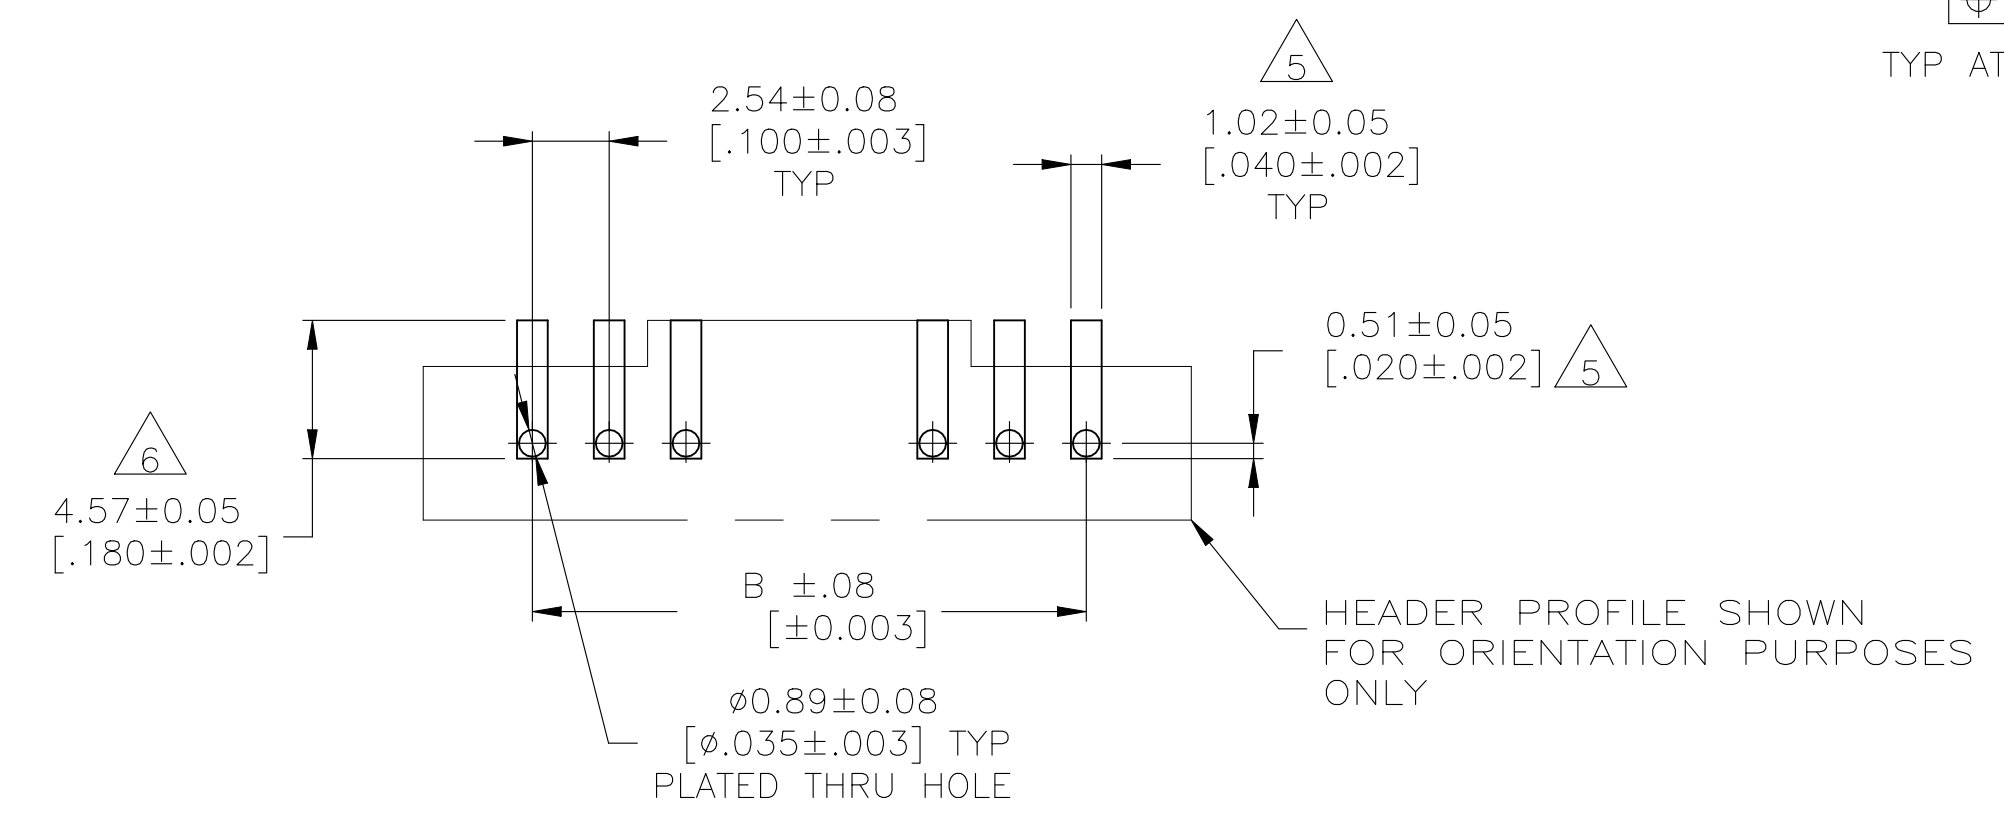 TYP AT
5
2.54±0.08
[.100±.003]
TYP
1.02±0.05
[.040±.002]
TYP
0.51±0.05
[.020±.002]
5
6
4.57±0.05
[.180±.002]
B ±.08
[±0.003]
HEADER PROFILE SHOWN
FOR ORIENTATION PURPOSES
ONLY
⌀0.89±0.08
[⌀.035±.003] TYP
PLATED THRU HOLE